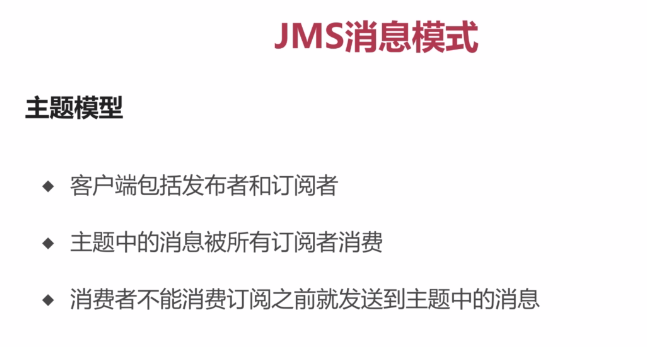 JMS消息模式
主题模型
◆ 客户端包括发布者和订阅者
◆ 主题中的消息被所有订阅者消费
◆ 消费者不能消费订阅之前就发送到主题中的消息